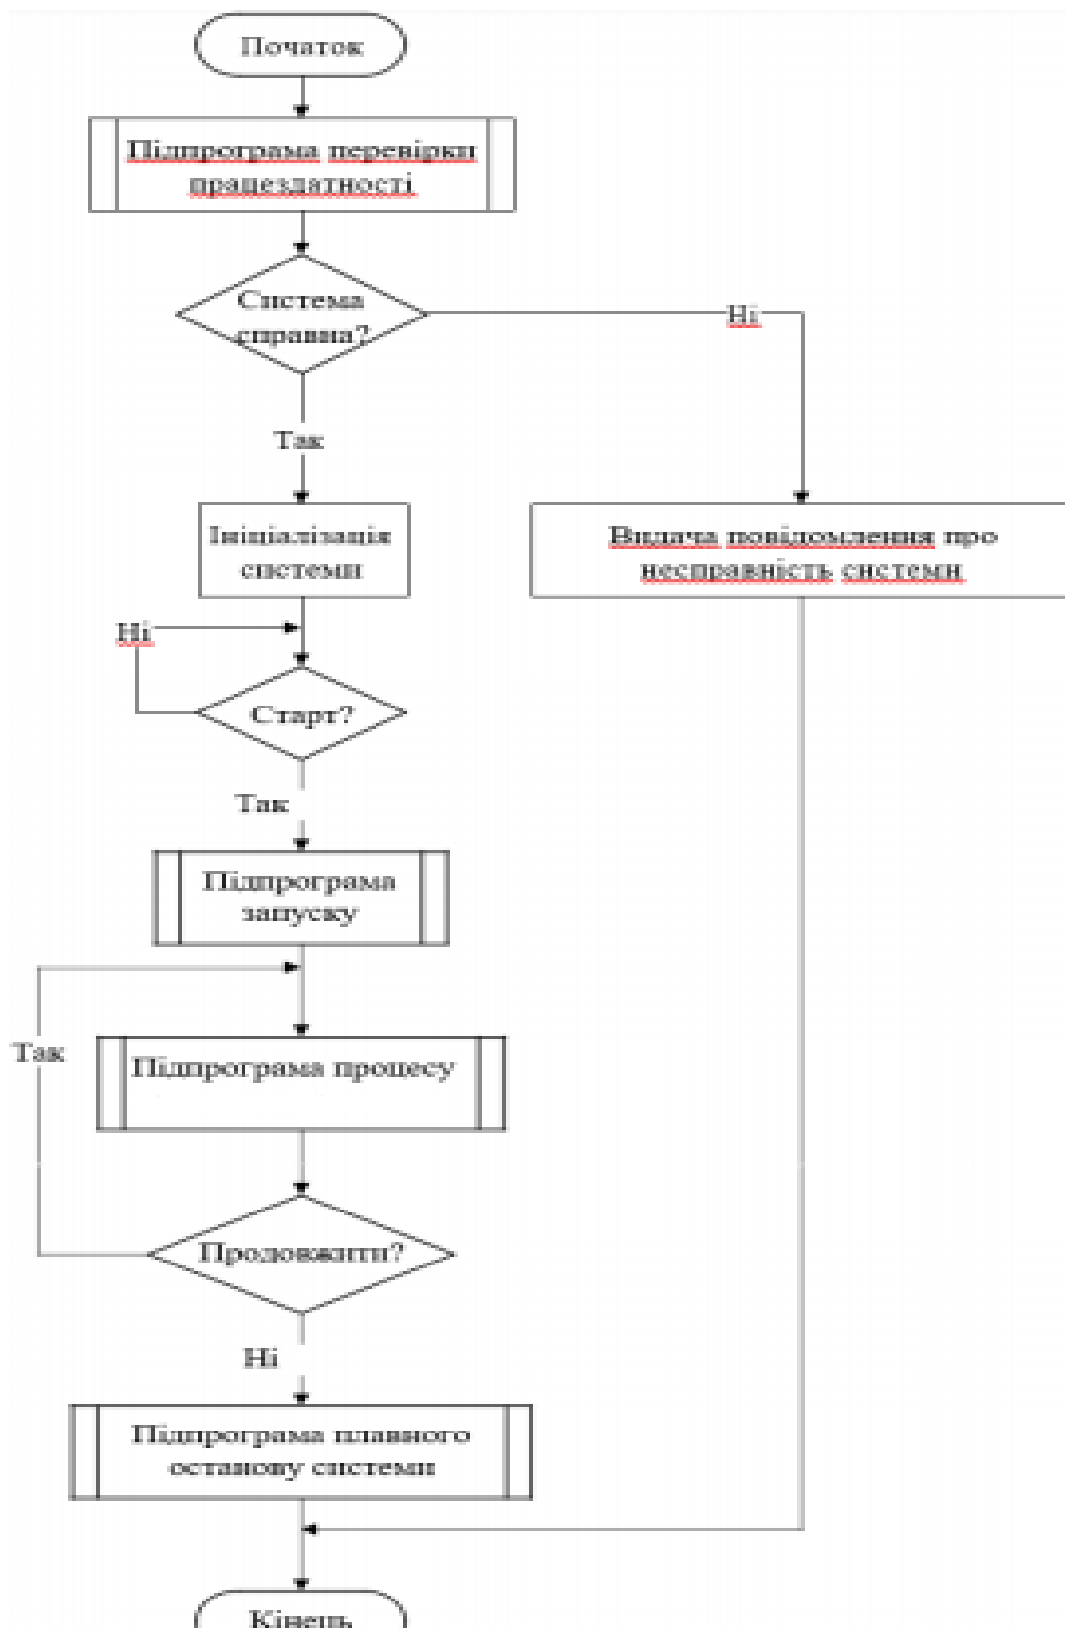 Початок
Підпрограма перевірки
працездатності
Система
справна?
Ні
Так
Ініціалізація
системи
Видача повідомлення про
несправність системи
Ні
Старт?
Так
Підпрограма
запуску
Так
Підпрограма процесу
Продовжити?
Ні
Підпрограма плавного
останову системи
Кінець